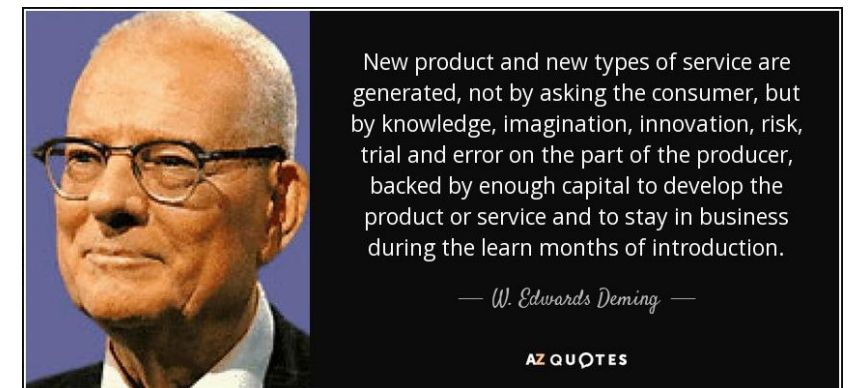 New product and new types of service are
generated, not by asking the consumer, but
by knowledge, imagination, innovation, risk,
trial and error on the part of the producer,
backed by enough capital to develop the
product or service and to stay in business
during the learn months of introduction.
— W. Edwards Deming —
AZ QUOTES